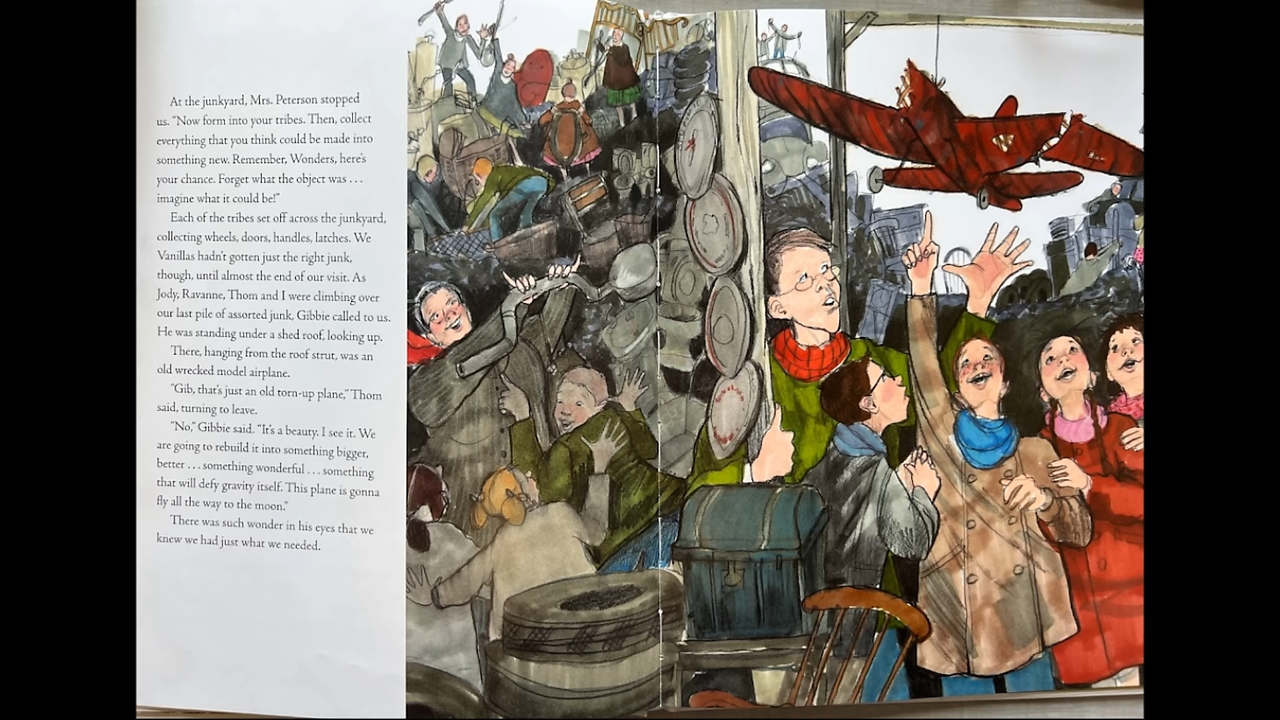 At the junkyard, Mrs. Peterson stopped
us. "Now form into your tribes. Then, collect
everything that you think could be made into
something new. Remember, Wonders, here's
your chance. Forget what the object was . . .
imagine what it could be!"
Each of the tribes set off across the junkyard,
collecting wheels, doors, handles, latches. We
Vanillas hadn't gotten just the right junk,
though, until almost the end of our visit. As
Jody, Ravanne, Thom and I were climbing over
our last pile of assorted junk, Gibbie called to us.
He was standing under a shed roof, looking up.
There, hanging from the roof strut, was an
old wrecked model airplane.
"Gib, that's just an old torn-up plane," Thom
said, turning to leave.
"No," Gibbie said. "It's a beauty. I see it. We
are going to rebuild it into something bigger,
better . . . something wonderful . . . something
that will defy gravity itself. This plane is gonna
fly all the way to the moon."
There was such wonder in his eyes that we
knew we had just what we needed.